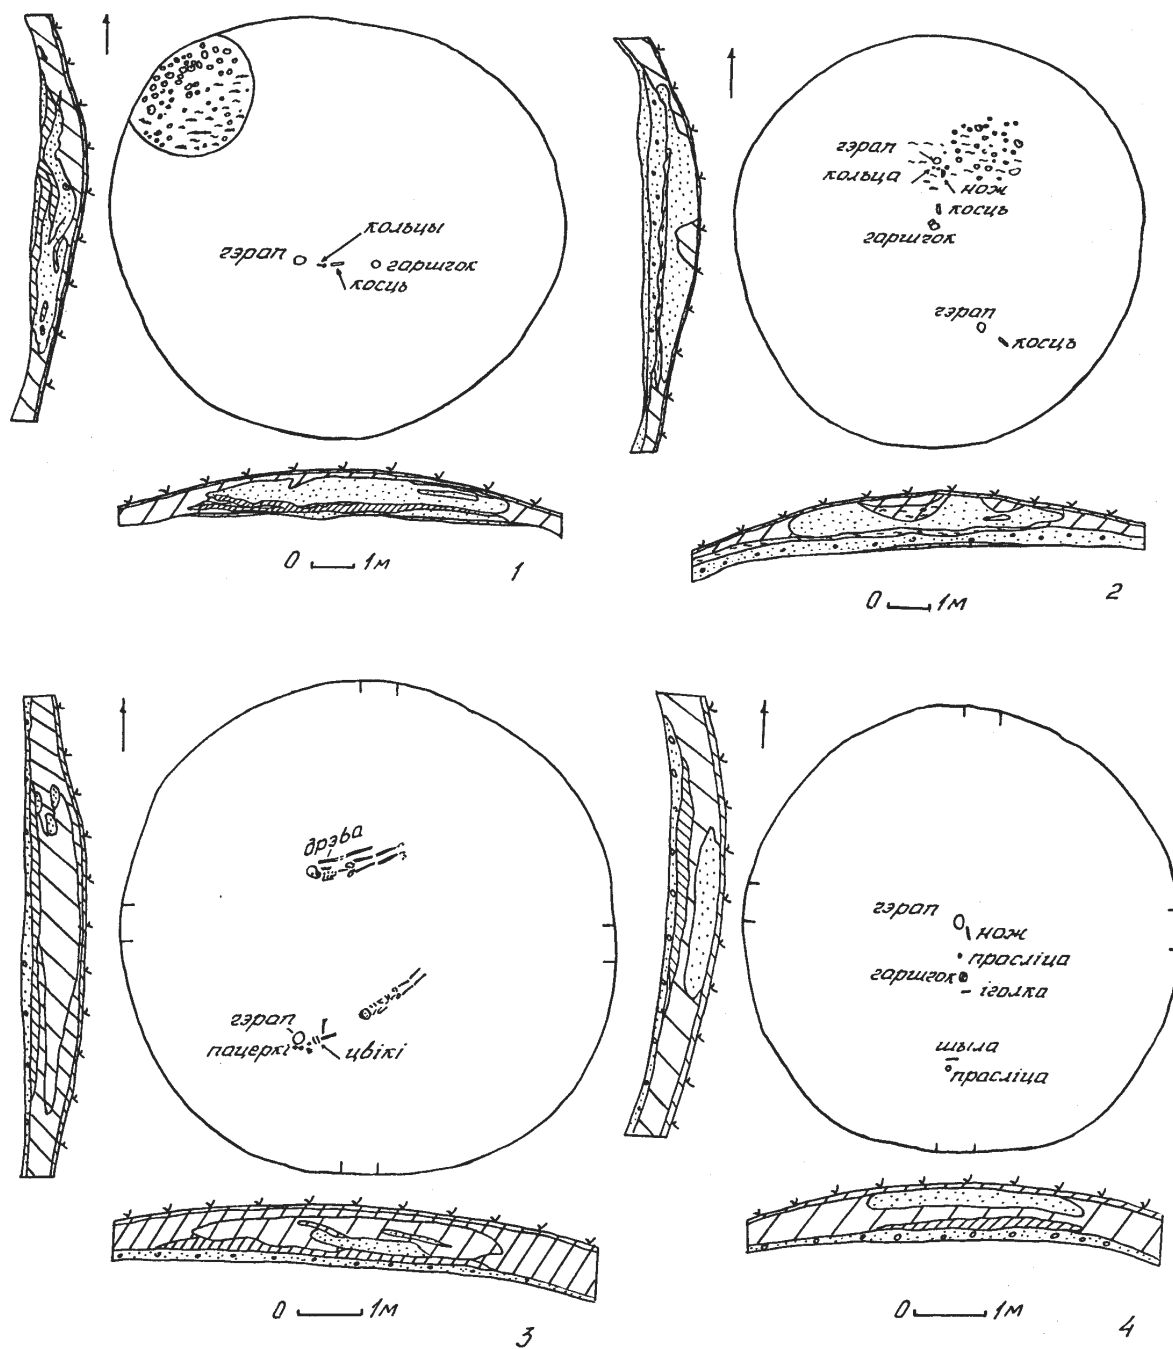 кольцы
гэрап
гаршчок
косць
0 1м
1
гэрап
кольца
нож
косць
гаршчок
гэрап
косць
0 1м
2
дрэва
гэрап
пацеркі
цвікі
0 1м
3
гэрап
нож
прасліца
гаршчок
іголка
шыла
прасліца
0 1м
4